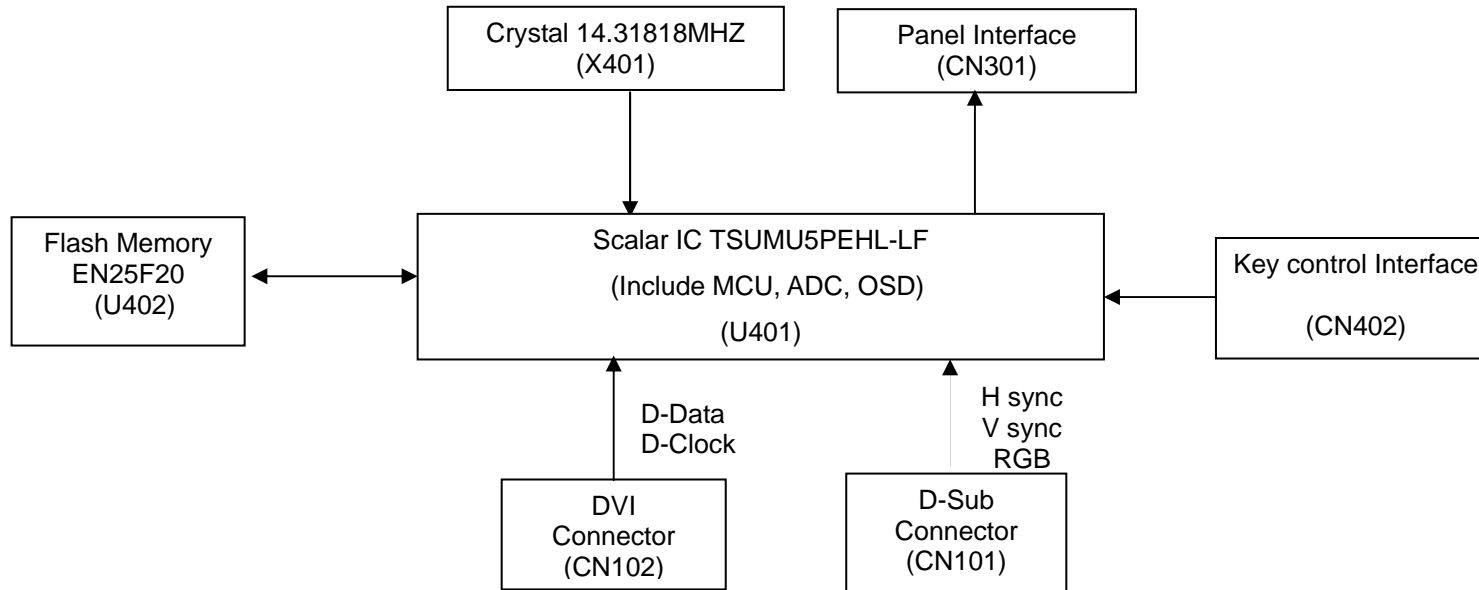 Crystal 14.31818MHZ
(X401)
Panel Interface
(CN301)
Flash Memory
EN25F20
(U402)
Scalar IC TSUMU5PEHL-LF
(Include MCU, ADC, OSD)
(U401)
Key control Interface
(CN402)
D-Data
D-Clock
H sync
V sync
RGB
DVI
Connector
(CN102)
D-Sub
Connector
(CN101)